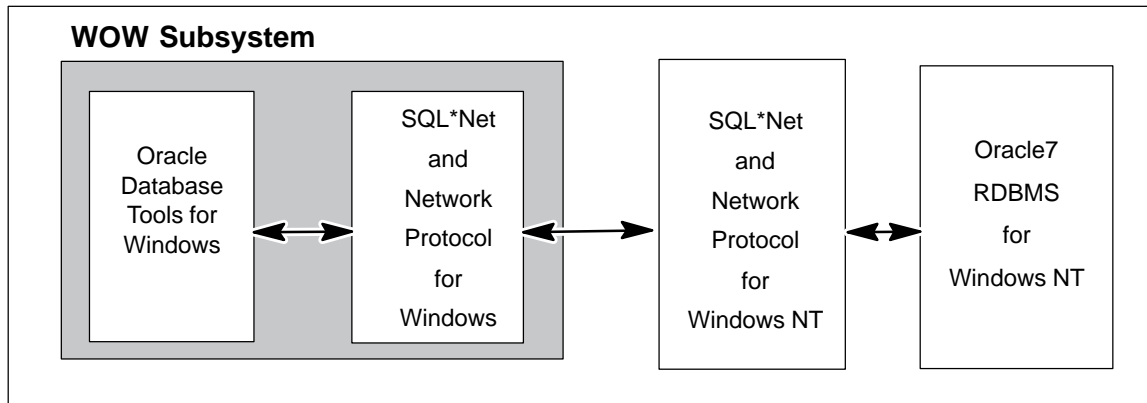 WOW Subsystem
Oracle
Database
Tools for
Windows
SQL*Net
and
Network
Protocol
for
Windows
SQL*Net
and
Network
Protocol
for
Windows NT
Oracle7
RDBMS
for
Windows NT